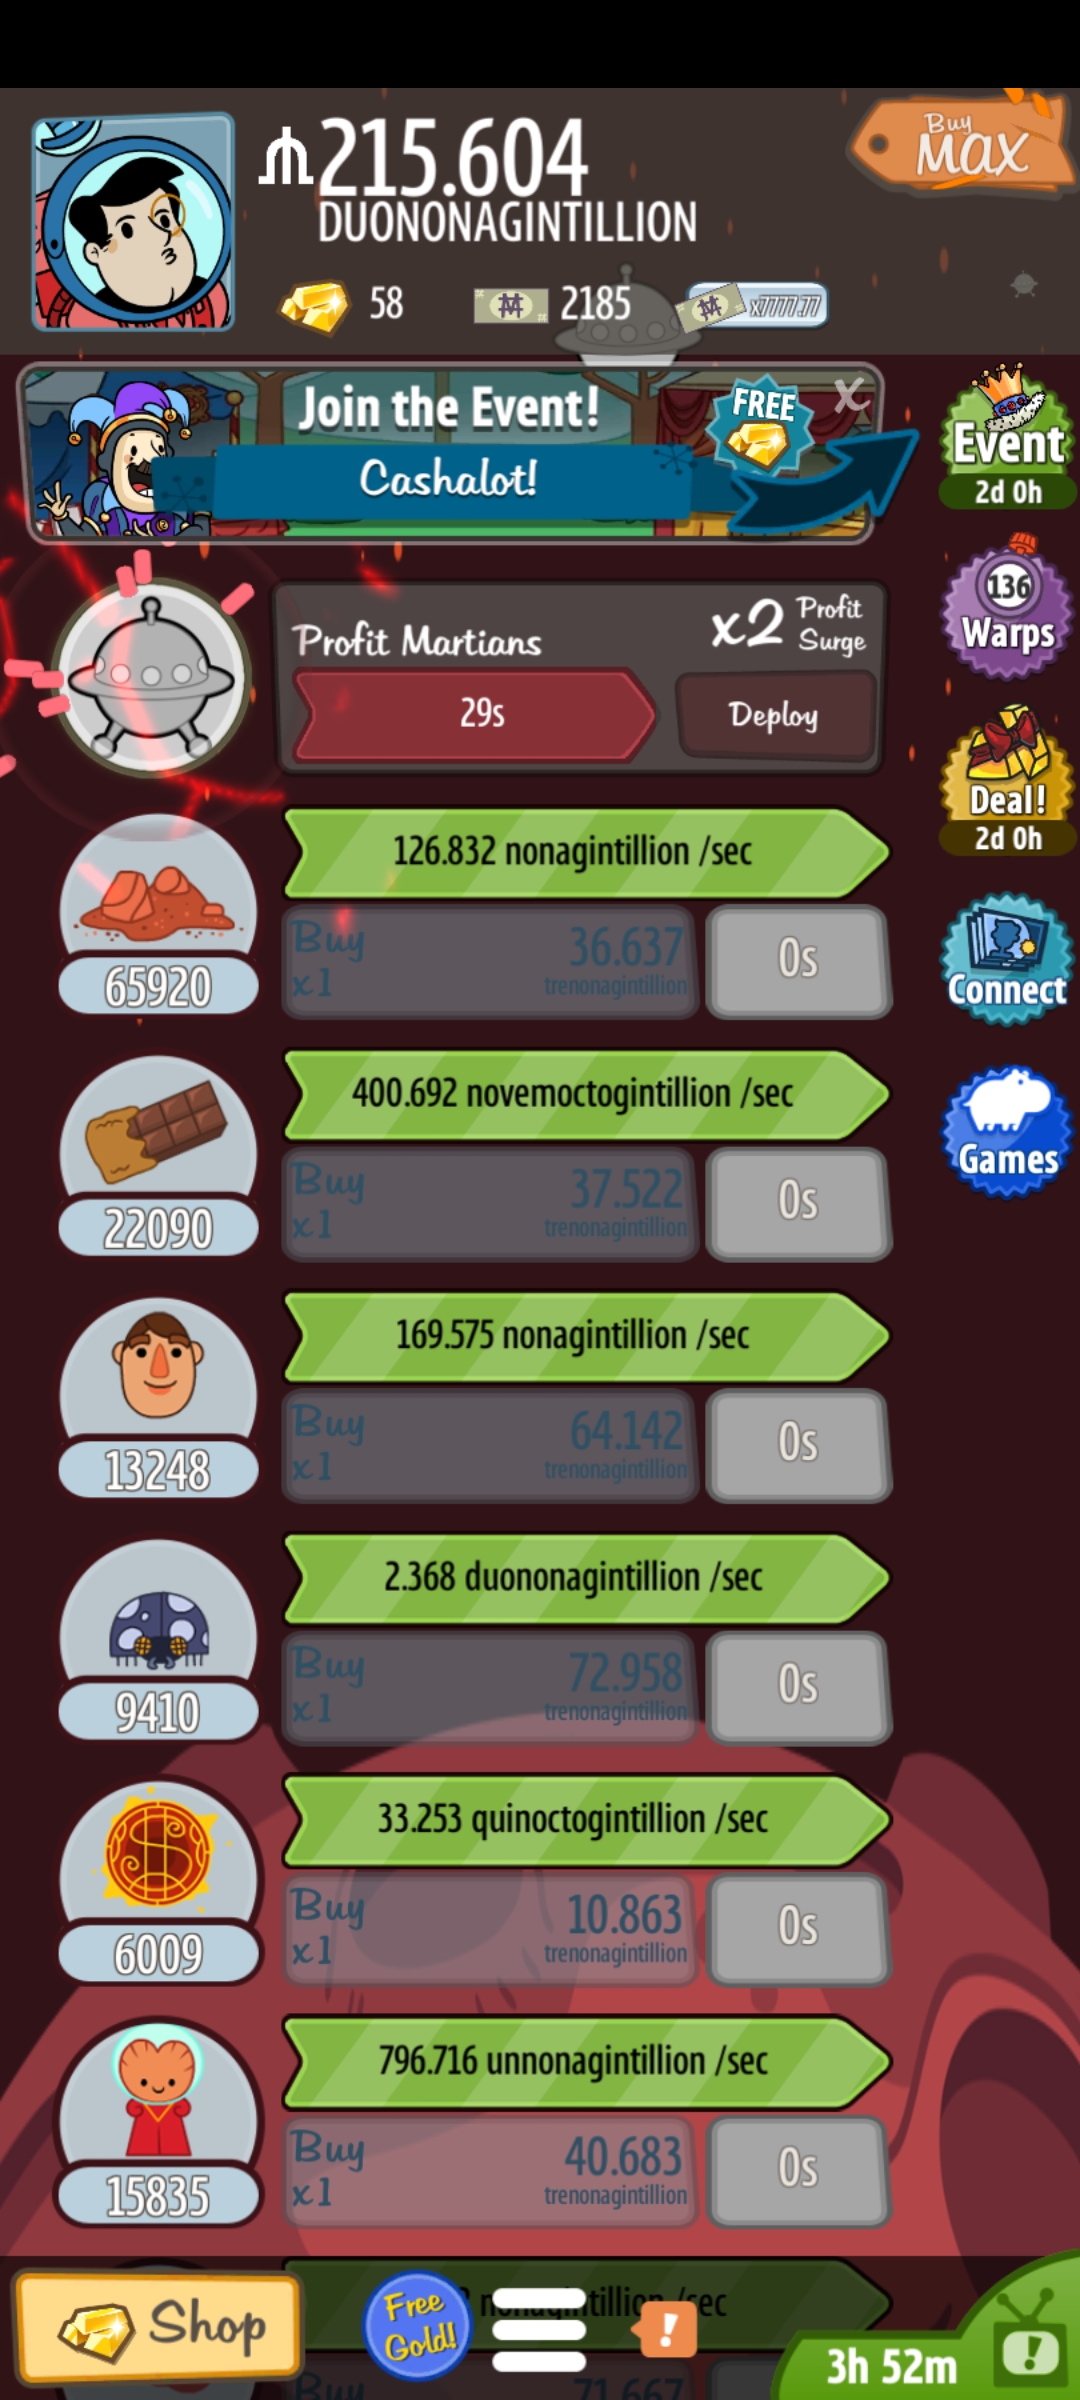 215.604
DUONONAGINTILLION
Buy
MAX
58
2185
x7777.77
Join the Event!
Cashalot!
FREE
X
Event
2d 0h
136
Warps
Deal!
2d 0h
Connect
Games
Profit Martians
x2 Profit Surge
29s
Deploy
126.832 nonagintillion /sec
65920
Buy x1
36.637
trenonagintillion
0s
400.692 novemoctogintillion /sec
22090
Buy x1
37.522
trenonagintillion
0s
169.575 nonagintillion /sec
13248
Buy x1
64.142
trenonagintillion
0s
2.368 duononagintillion /sec
9410
Buy x1
72.958
trenonagintillion
0s
33.253 quinoctogintillion /sec
6009
Buy x1
10.863
trenonagintillion
0s
796.716 unnonagintillion /sec
15835
Buy x1
40.683
trenonagintillion
0s
Shop
Free
Gold!
!
/sec
Buy
71.667
3h 52m
!